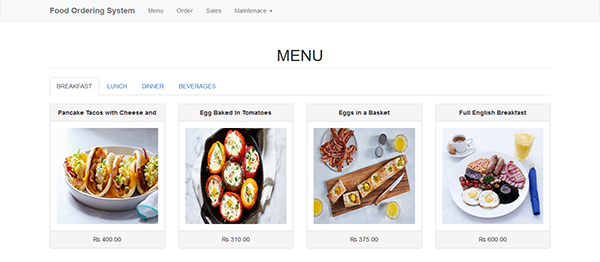 Food Ordering System Menu Order Sales Maintenace
MENU
BREAKFAST LUNCH DINNER BEVERAGES
Pancake Tacos with Cheese and Egg Baked In Tomatoes Eggs in a Basket Full English Breakfast
₨ 400.00 ₨ 310.00 ₨ 375.00 ₨ 600.00